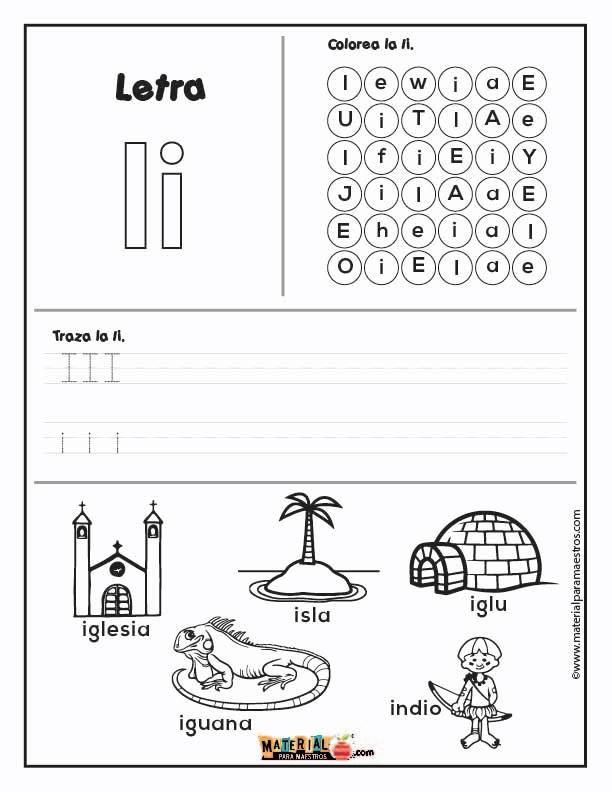 Letra
Ii
Colorea la Ii.
I e w i a E
U i T I A e
I f i E i Y
J i I A a E
E h e i a I
O i E I a e
Traza la Ii.
I I I
i i i
iglesia
isla
iglu
iguana
indio
MATERIAL
PARA MAESTROS
.com
©www.materialparamaestros.com